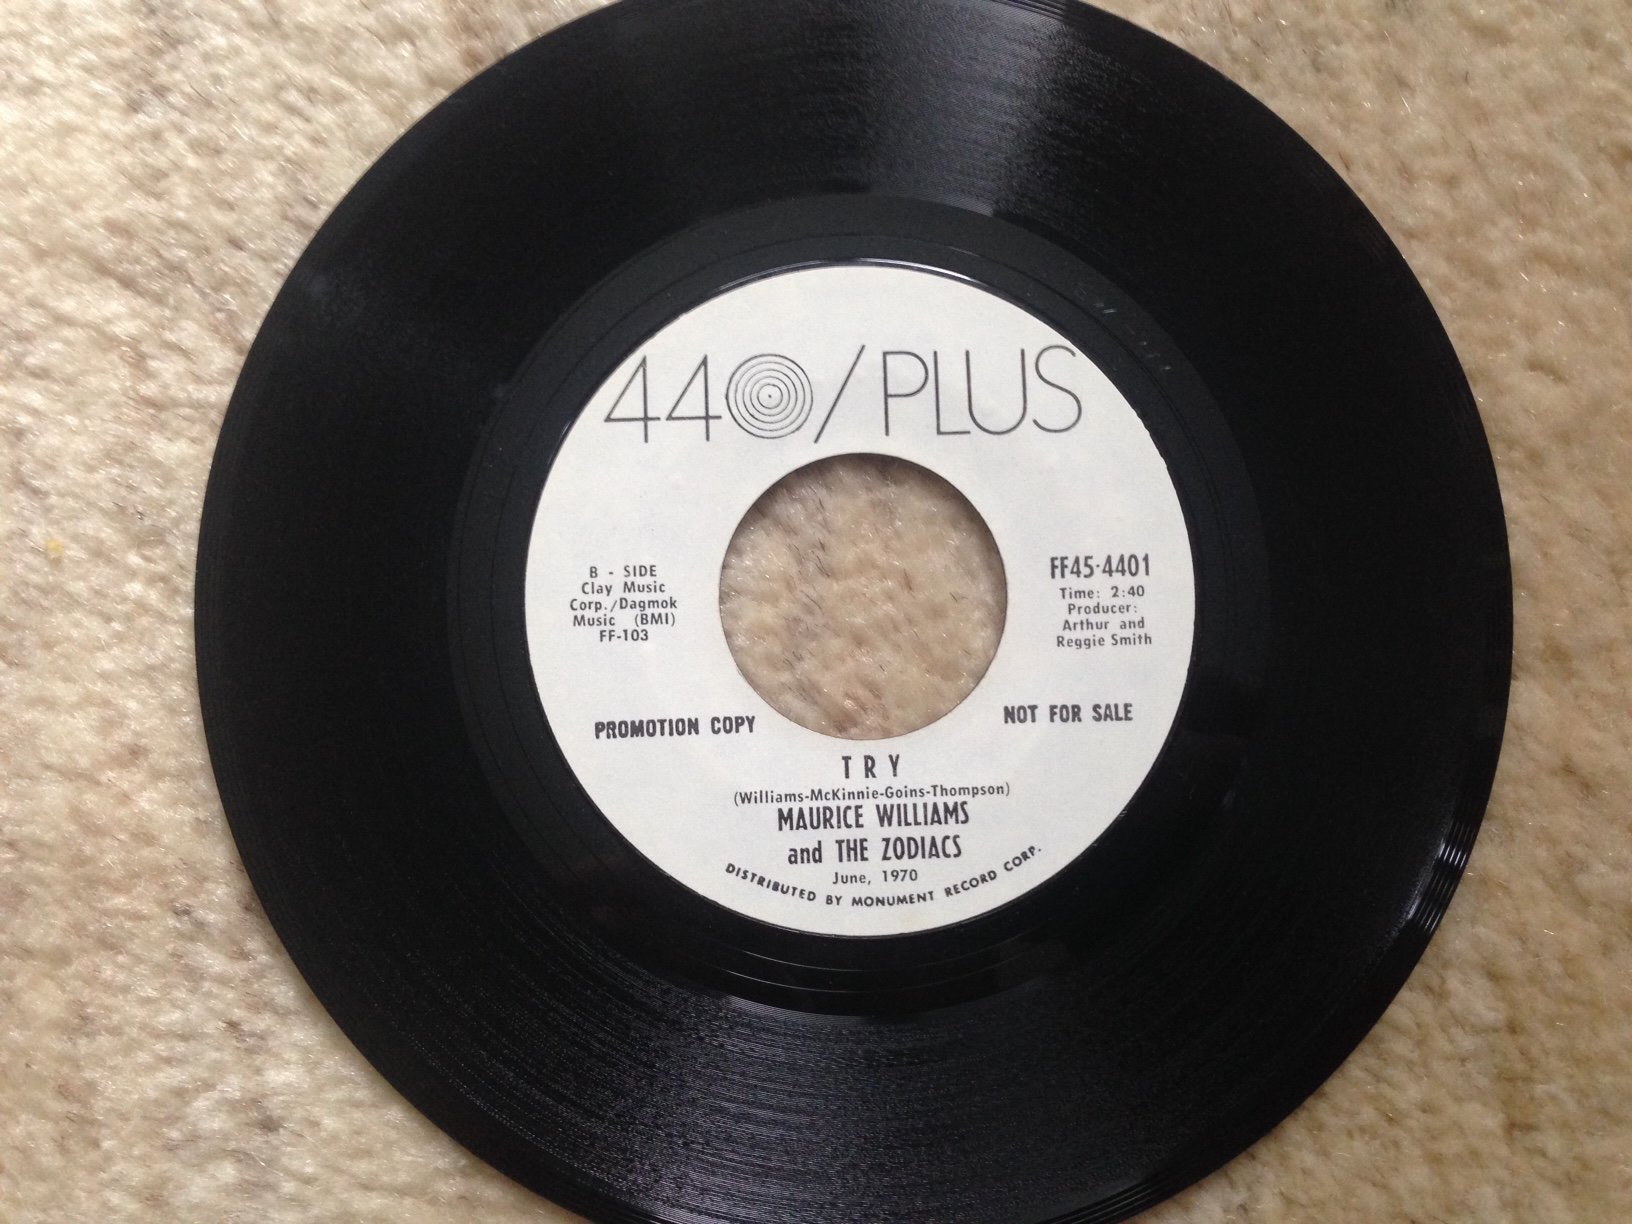 440/PLUS
B - SIDE
Clay Music
Corp./Dagmok
Music (BMI)
FF-103
FF45-4401
Time: 2:40
Producer:
Arthur and
Reggie Smith
PROMOTION COPY
NOT FOR SALE
TRY
(Williams-McKinnie-Goins-Thompson)
MAURICE WILLIAMS
and THE ZODIACS
June, 1970
DISTRIBUTED BY MONUMENT RECORD CORP.